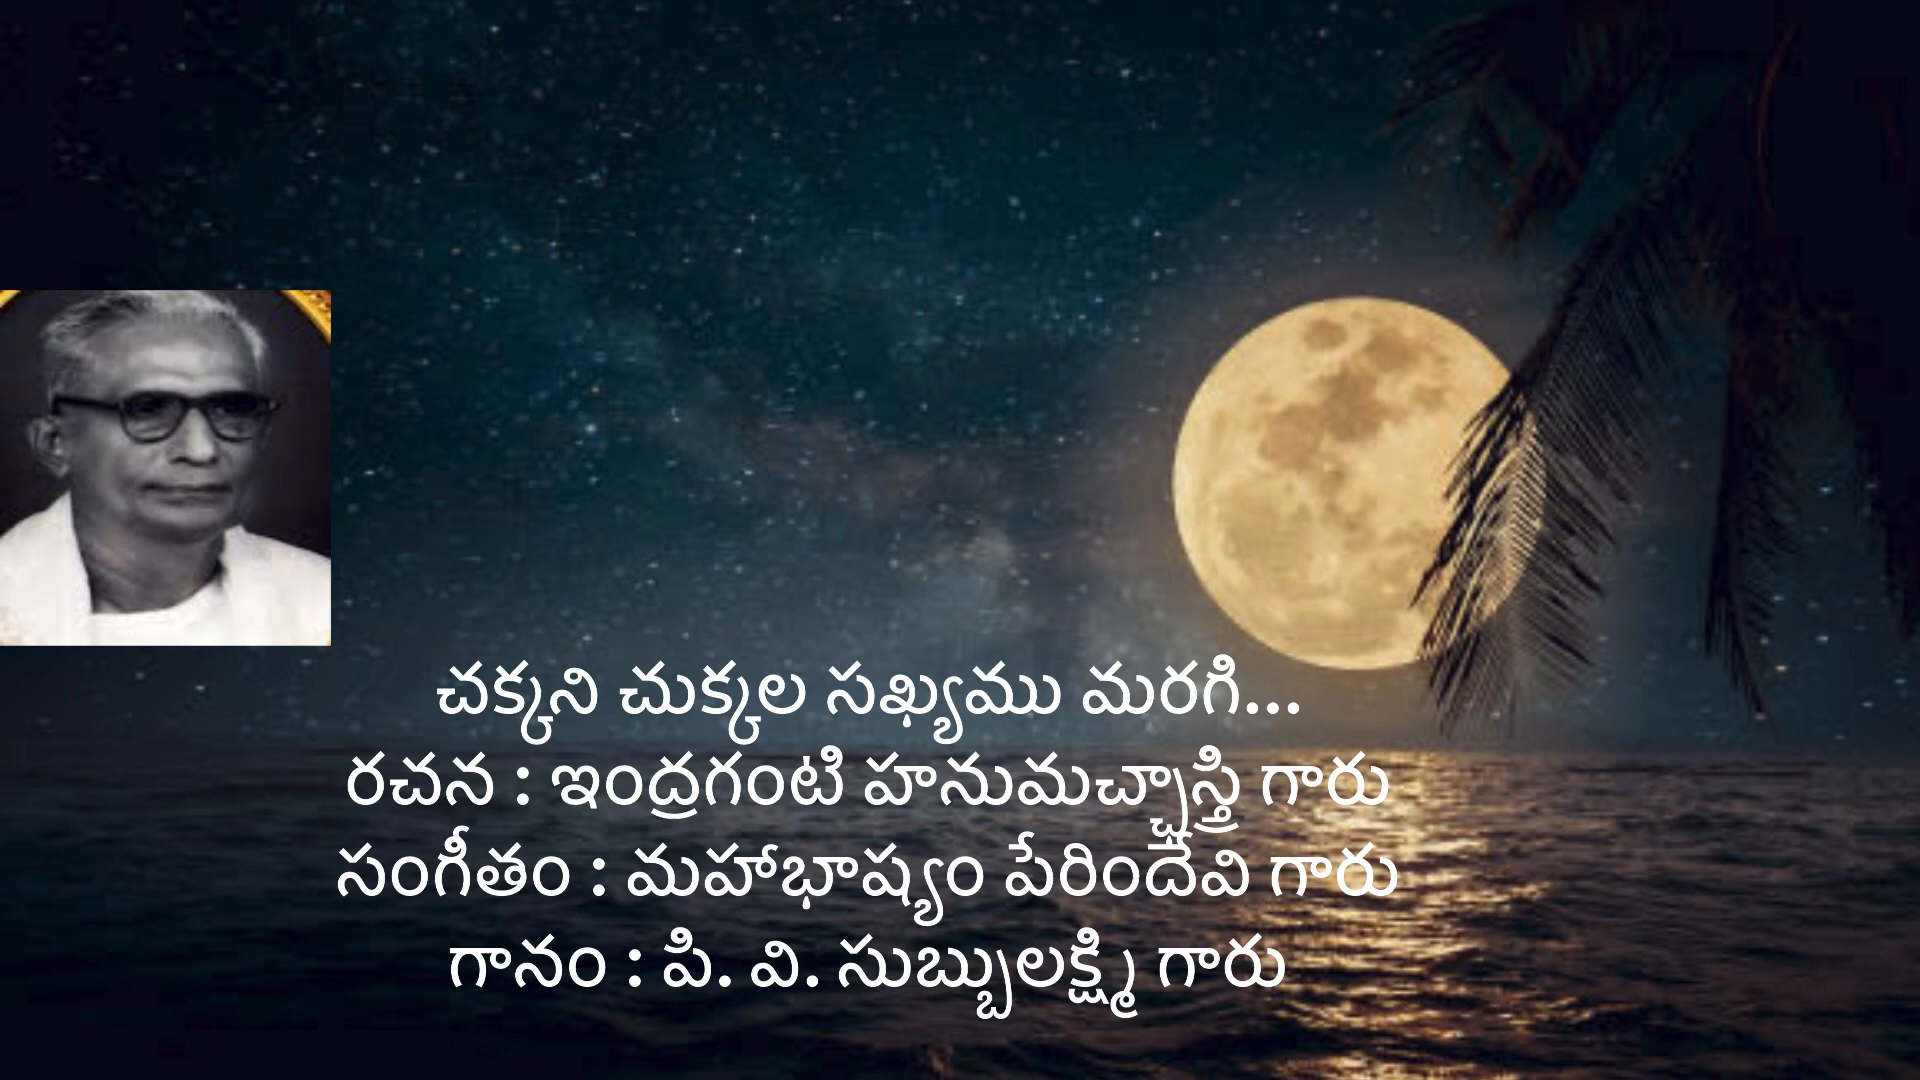 చక్కని చుక్కల సఖ్యము మరగి...
రచన : ఇంద్రగంటి హనుమచ్ఛాస్త్రి గారు
సంగీతం : మహాభాష్యం పేరిందేవి గారు
గానం : పి. వి. సుబ్బులక్ష్మి గారు